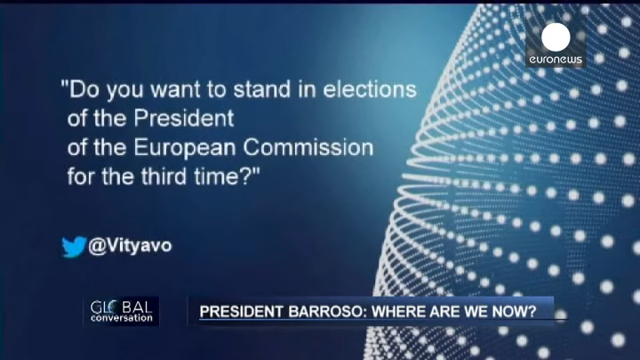 euronews
"Do you want to stand in elections
of the President
of the European Commission
for the third time?"
@Vityavo
GLOBAL
conversation
PRESIDENT BARROSO: WHERE ARE WE NOW?